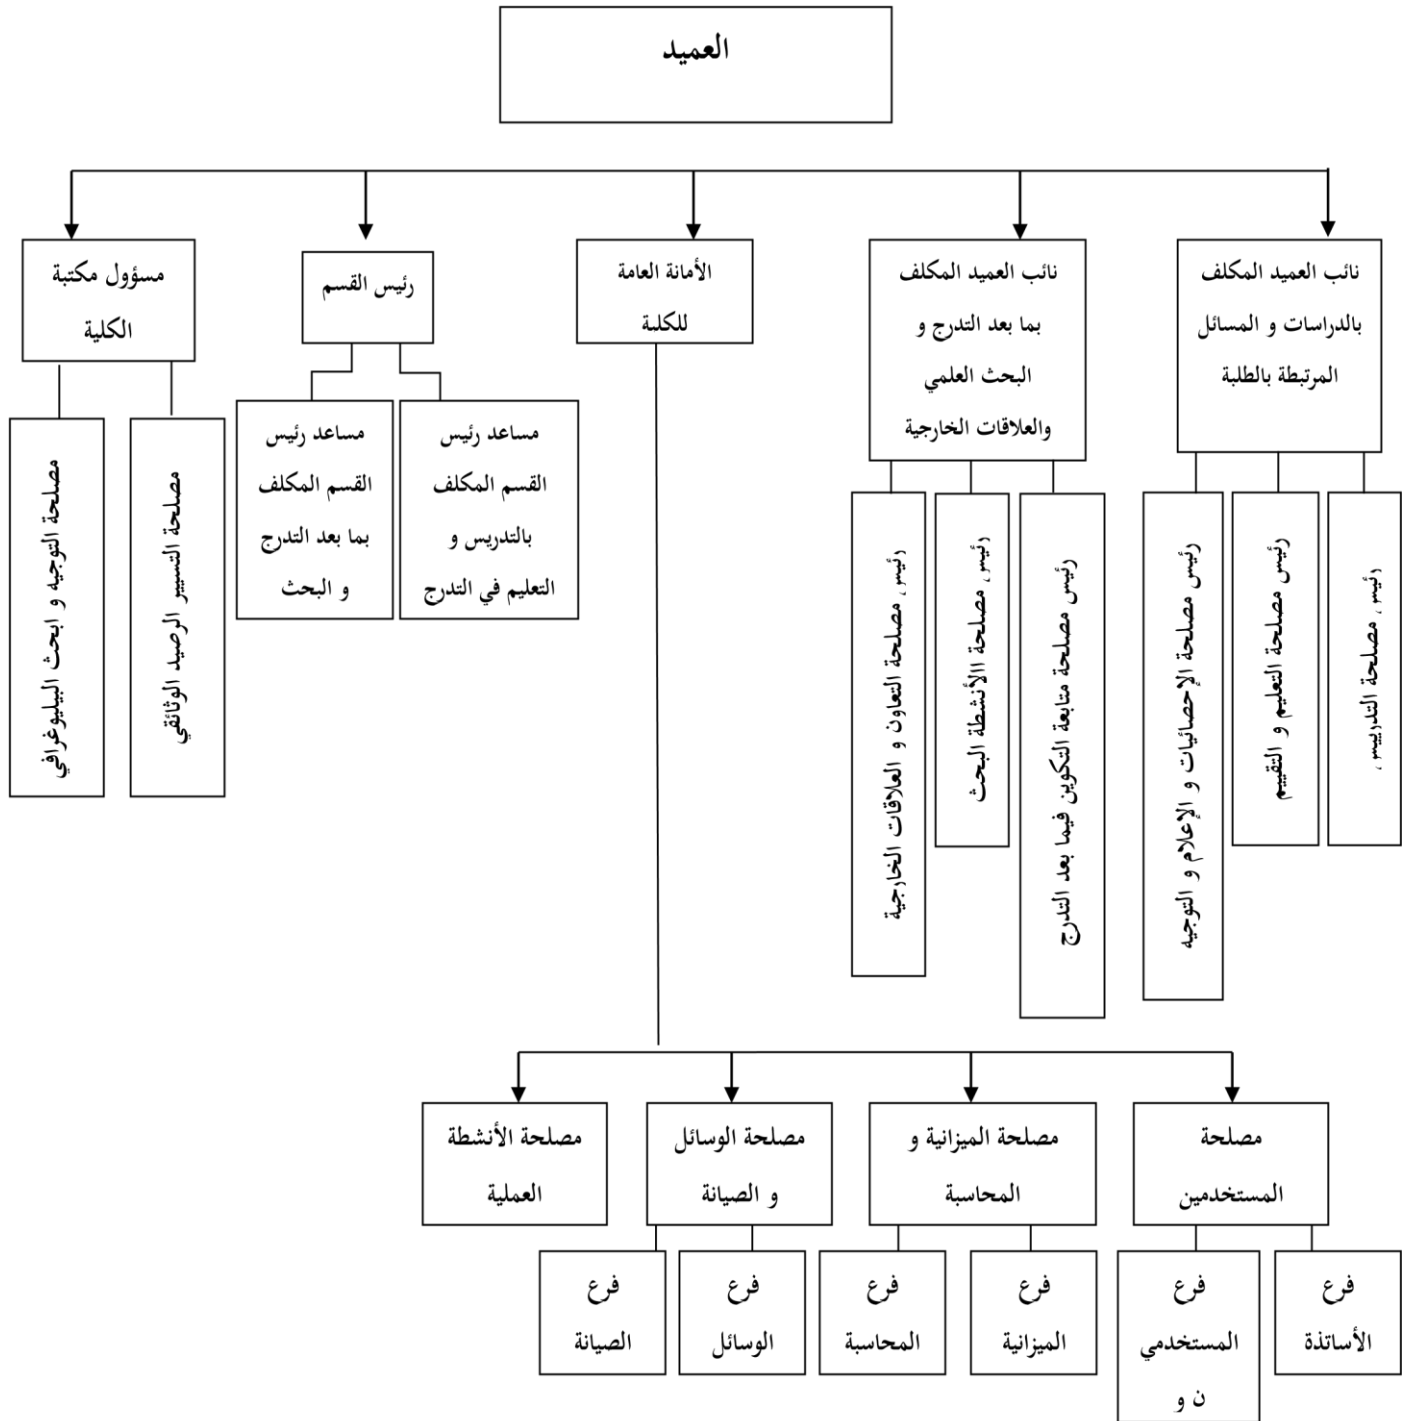 العميد
نائب العميد المكلف
بالدراسات و المسائل
المرتبطة بالطلبة
نائب العميد المكلف
بما بعد التدرج و
البحث العلمي
والعلاقات الخارجية
الأمانة العامة
للكلية
رئيس القسم
مسؤول مكتبة
الكلية
رئيس مصلحة التدريس
رئيس مصلحة التعليم و التقييم
رئيس مصلحة الإحصائيات و الإعلام و التوجيه
رئيس مصلحة متابعة التكوين فيما بعد التدرج
رئيس مصلحة االأنشطة البحث
رئيس مصلحة التعاون و العلاقات الخارجية
مساعد رئيس
القسم المكلف
بالتدريس و
التعليم في التدرج
مساعد رئيس
القسم المكلف
بما بعد التدرج
و البحث
مصلحة التسيير الرصيد الوثائقي
مصلحة التوجيه و ابحث البيليوغرافي
مصلحة
المستخدمين
مصلحة الميزانية و
المحاسبة
مصلحة الوسائل
و الصيانة
مصلحة الأنشطة
العملية
فرع
الأساتذة
فرع
المستخدمي
ن و
فرع
الميزانية
فرع
المحاسبة
فرع
الوسائل
فرع
الصيانة